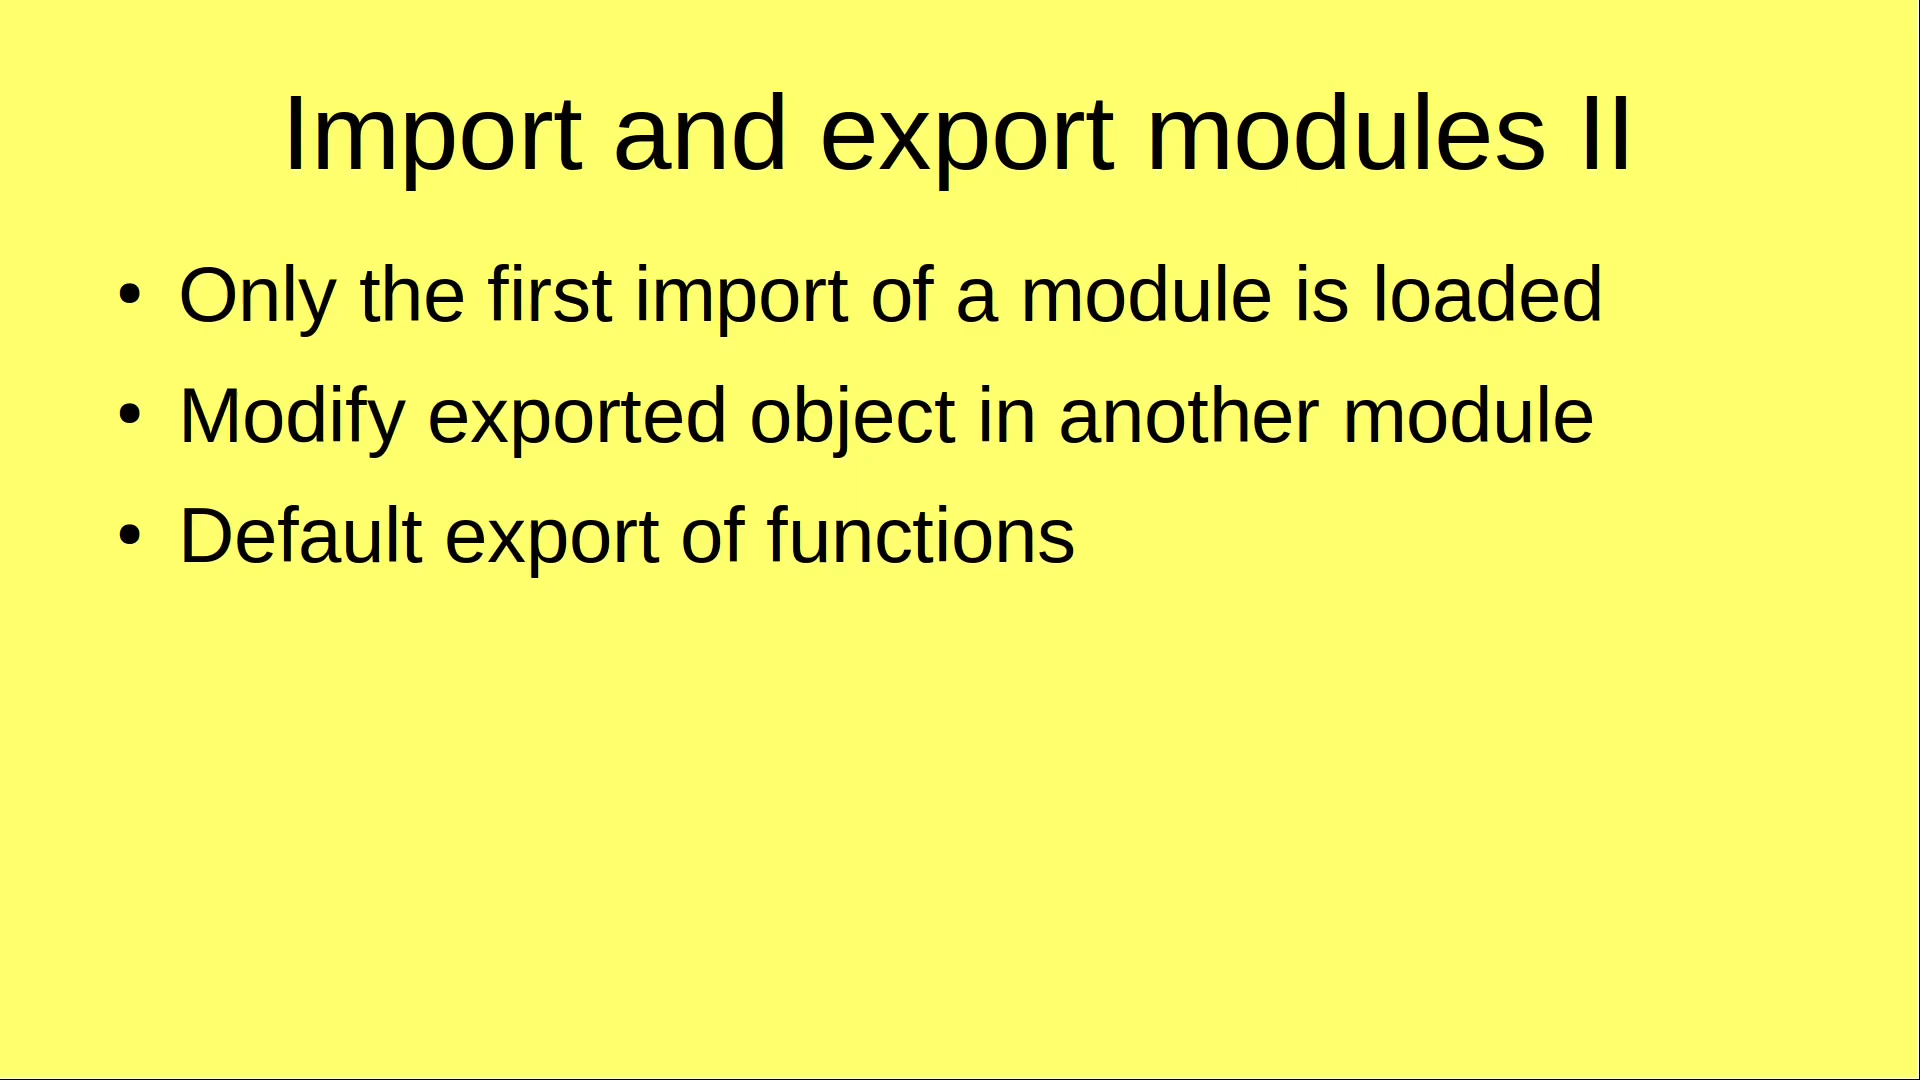 Import and export modules II
• Only the first import of a module is loaded
• Modify exported object in another module
• Default export of functions